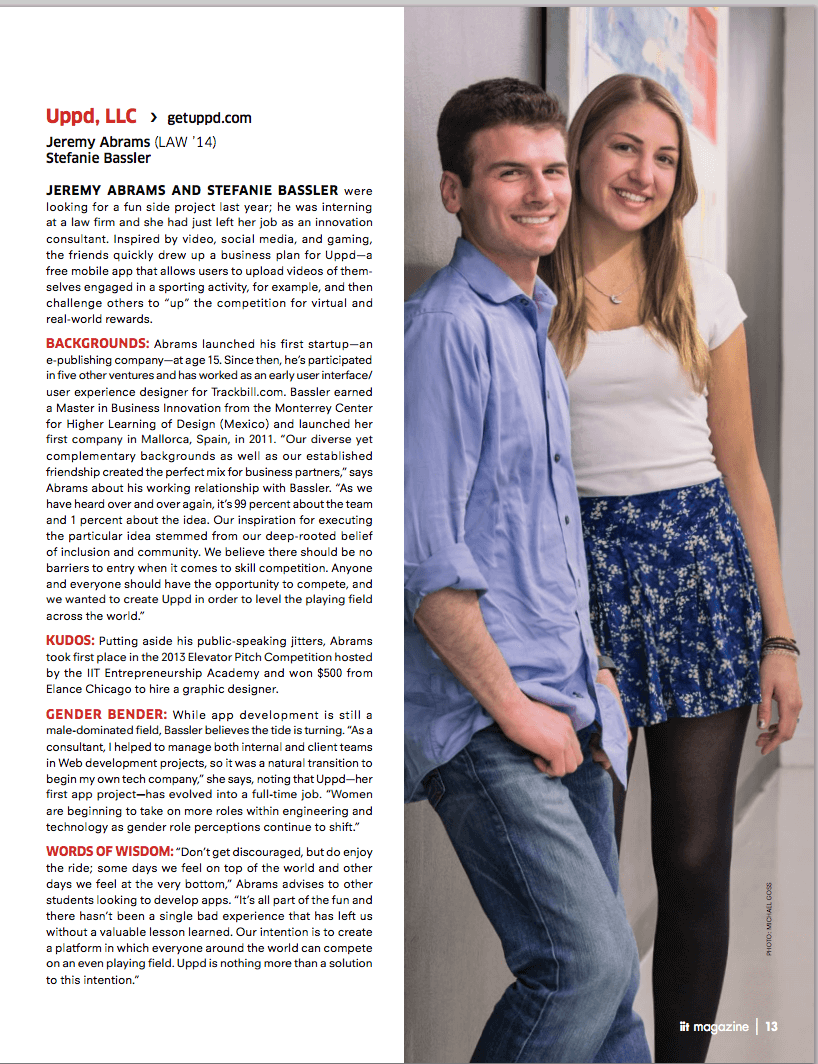 Uppd, LLC › getuppd.com
Jeremy Abrams (LAW ’14)
Stefanie Bassler
JEREMY ABRAMS AND STEFANIE BASSLER were
looking for a fun side project last year; he was interning
at a law firm and she had just left her job as an innovation
consultant. Inspired by video, social media, and gaming,
the friends quickly drew up a business plan for Uppd—a
free mobile app that allows users to upload videos of them-
selves engaged in a sporting activity, for example, and then
challenge others to “up” the competition for virtual and
real-world rewards.
BACKGROUNDS: Abrams launched his first startup—an
e-publishing company—at age 15. Since then, he’s participated
in five other ventures and has worked as an early user interface/
user experience designer for Trackbill.com. Bassler earned
a Master in Business Innovation from the Monterrey Center
for Higher Learning of Design (Mexico) and launched her
first company in Mallorca, Spain, in 2011. “Our diverse yet
complementary backgrounds as well as our established
friendship created the perfect mix for business partners,” says
Abrams about his working relationship with Bassler. “As we
have heard over and over again, it’s 99 percent about the team
and 1 percent about the idea. Our inspiration for executing
the particular idea stemmed from our deep-rooted belief
of inclusion and community. We believe there should be no
barriers to entry when it comes to skill competition. Anyone
and everyone should have the opportunity to compete, and
we wanted to create Uppd in order to level the playing field
across the world.”
KUDOS: Putting aside his public-speaking jitters, Abrams
took first place in the 2013 Elevator Pitch Competition hosted
by the IIT Entrepreneurship Academy and won $500 from
Elance Chicago to hire a graphic designer.
GENDER BENDER: While app development is still a
male-dominated field, Bassler believes the tide is turning. “As a
consultant, I helped to manage both internal and client teams
in Web development projects, so it was a natural transition to
begin my own tech company,” she says, noting that Uppd—her
first app project—has evolved into a full-time job. “Women
are beginning to take on more roles within engineering and
technology as gender role perceptions continue to shift.”
WORDS OF WISDOM: “Don’t get discouraged, but do enjoy
the ride; some days we feel on top of the world and other
days we feel at the very bottom,” Abrams advises to other
students looking to develop apps. “It’s all part of the fun and
there hasn’t been a single bad experience that has left us
without a valuable lesson learned. Our intention is to create
a platform in which everyone around the world can compete
on an even playing field. Uppd is nothing more than a solution
to this intention.”
PHOTO: MICHAEL GOSS
iit magazine | 13